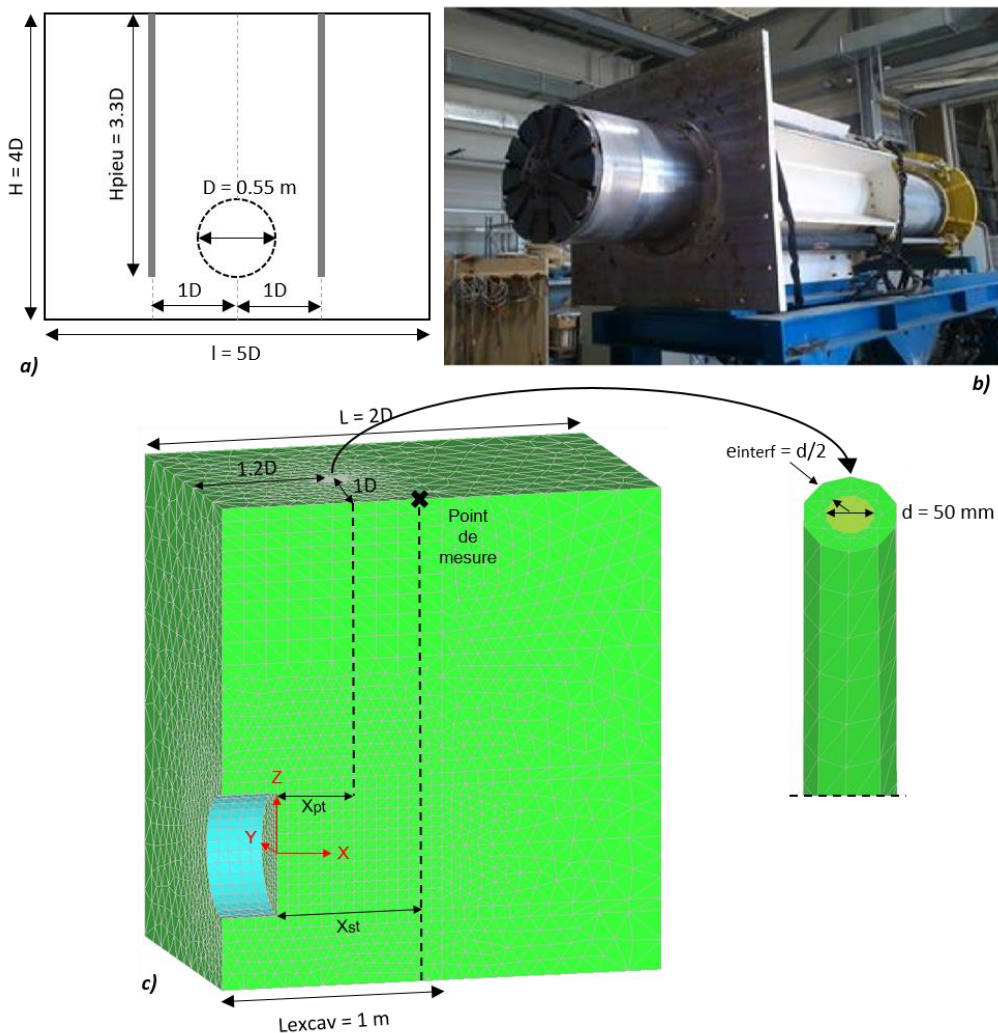 H = 4D
Hpieu = 3.3D
D = 0.55 m
1D
1D
l = 5D
a)
b)
L = 2D
1.2D
1D
Point
de
mesure
einterf = d/2
d = 50 mm
Z
Xpt
Y
X
Xst
c)
Lexcav = 1 m